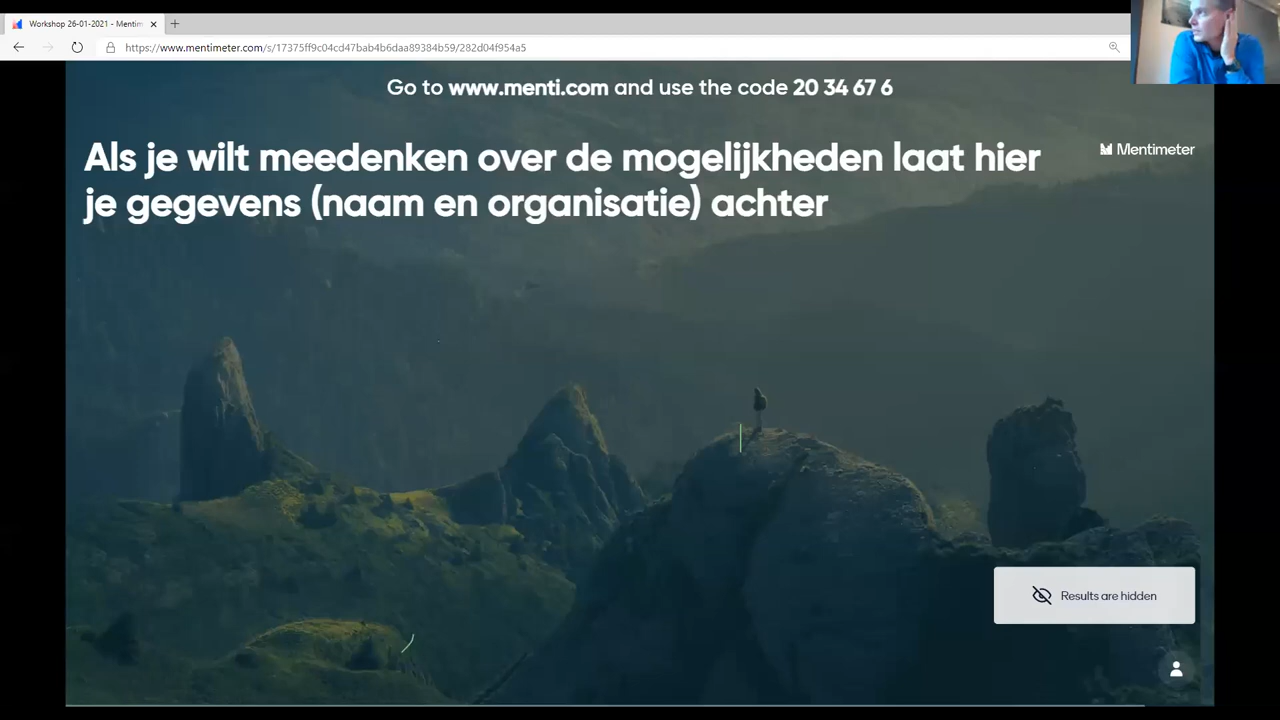 Workshop 26-01-2021 - Mentim
https://www.mentimeter.com/s/17375ff9c04cd47bab4b6daa89384b59/282d04f954a5
Go to www.menti.com and use the code 20 34 67 6
Als je wilt meedenken over de mogelijkheden laat hier
je gegevens (naam en organisatie) achter
Mentimeter
Results are hidden